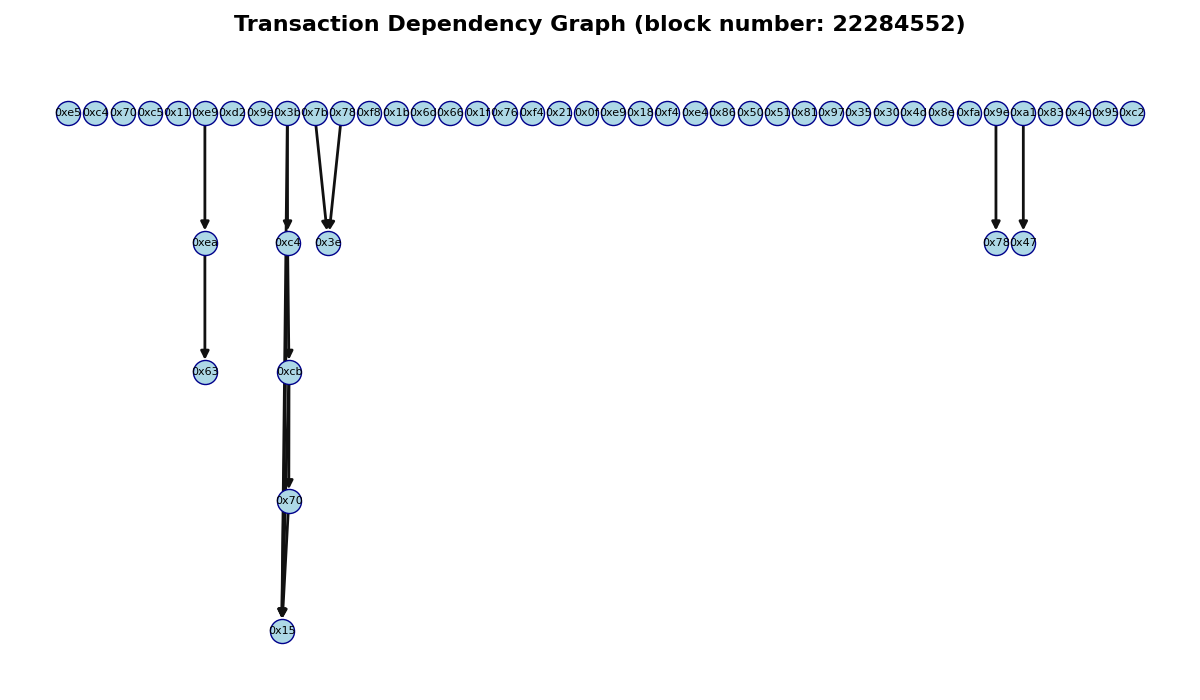 Transaction Dependency Graph (block number: 22284552)
0xe5 0xc4 0x70 0xc5 0x11 0xe9 0xd2 0x9e 0x3b 0x7b 0x78 0xf8 0x1b 0x6d 0x66 0x1f 0x76 0xf4 0x21 0x0f 0xe9 0x18 0xf4 0xe4 0x86 0x50 0x51 0x81 0x97 0x35 0x30 0x4d 0x8e 0xfa 0x9e 0xa1 0x83 0x4c 0x95 0xc2
0xea 0xc4 0x3e 0x78 0x47
0x63 0xcb
0x70
0x15